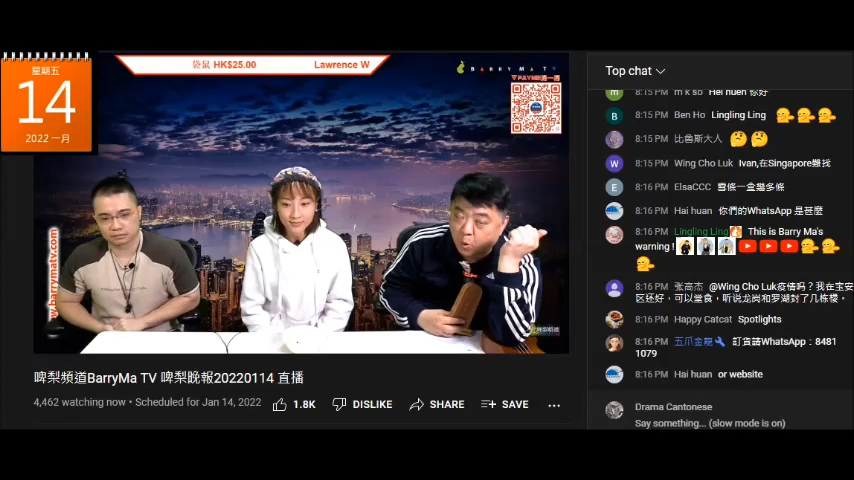 星期五
14
2022 一月
袋鼠 HK$25.00
Lawrence W
BARRYMA TV
w.barrymatv.com
啤梨頻道BarryMa TV 啤梨晚報20220114 直播
4,462 watching now • Scheduled for Jan 14, 2022
1.8K
DISLIKE
SHARE
SAVE
Top chat
8:15 PM m k so Hei huen 你好
8:15 PM Ben Ho Lingling Ling
8:15 PM 比魯斯大人
8:15 PM Wing Cho Luk Ivan,在Singapore難找
8:16 PM ElsaCCC 雪條一盒幾多條
8:16 PM Hai huan 你們的WhatsApp 是甚麼
8:16 PM Lingling Ling This is Barry Ma's
warning !
8:16 PM 张高杰 @Wing Cho Luk疫情吗？我在宝安
区还好，可以堂食，听说龙岗和罗湖封了几栋楼。
8:16 PM Happy Catcat Spotlights
8:16 PM 五爪金龍 訂貨請WhatsApp：8481
1079
8:16 PM Hai huan or website
Drama Cantonese
Say something... (slow mode is on)